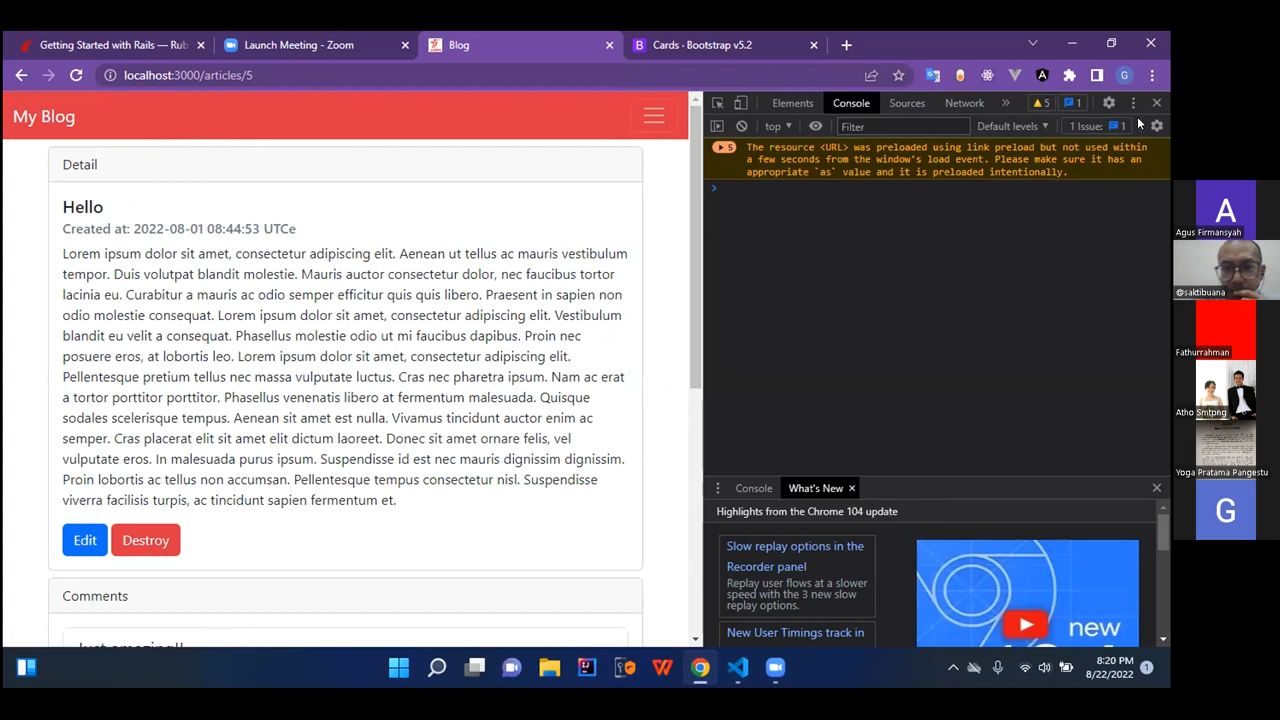 Getting Started with Rails — Rub
Launch Meeting - Zoom
Blog
Cards · Bootstrap v5.2
localhost:3000/articles/5
G
My Blog
Elements
Console
Sources
Network
5
1
top
Filter
Default levels
1 Issue:
1
5
The resource <URL> was preloaded using link preload but not used within
a few seconds from the window's load event. Please make sure it has an
appropriate `as` value and it is preloaded intentionally.
Detail
Hello
Created at: 2022-08-01 08:44:53 UTCe
Lorem ipsum dolor sit amet, consectetur adipiscing elit. Aenean ut tellus ac mauris vestibulum
tempor. Duis volutpat blandit molestie. Mauris auctor consectetur dolor, nec faucibus tortor
lacinia eu. Curabitur a mauris ac odio semper efficitur quis quis libero. Praesent in sapien non
odio molestie consequat. Lorem ipsum dolor sit amet, consectetur adipiscing elit. Vestibulum
blandit eu velit a consequat. Phasellus molestie odio ut mi faucibus dapibus. Proin nec
posuere eros, at lobortis leo. Lorem ipsum dolor sit amet, consectetur adipiscing elit.
Pellentesque pretium tellus nec massa vulputate luctus. Cras nec pharetra ipsum. Nam ac erat
a tortor porttitor porttitor. Phasellus venenatis libero at fermentum malesuada. Quisque
sodales scelerisque tempus. Aenean sit amet est nulla. Vivamus tincidunt auctor enim ac
semper. Cras placerat elit sit amet elit dictum laoreet. Donec sit amet ornare felis, vel
vulputate eros. In malesuada purus ipsum. Suspendisse id est nec mauris dignissim dignissim.
Proin lobortis ac tellus non accumsan. Pellentesque tempus consectetur nisl. Suspendisse
viverra facilisis turpis, ac tincidunt sapien fermentum et.
Edit
Destroy
Comments
Just amazing!!
Console
What's New
Highlights from the Chrome 104 update
Slow replay options in the
Recorder panel
Replay user flows at a slower
speed with the 3 new slow
replay options.
New User Timings track in
new
A
Agus Firmansyah
@saktibuana
Fathurrahman
Atho Smtpng
Yoga Pratama Pangestu
G
8:20 PM
8/22/2022
1